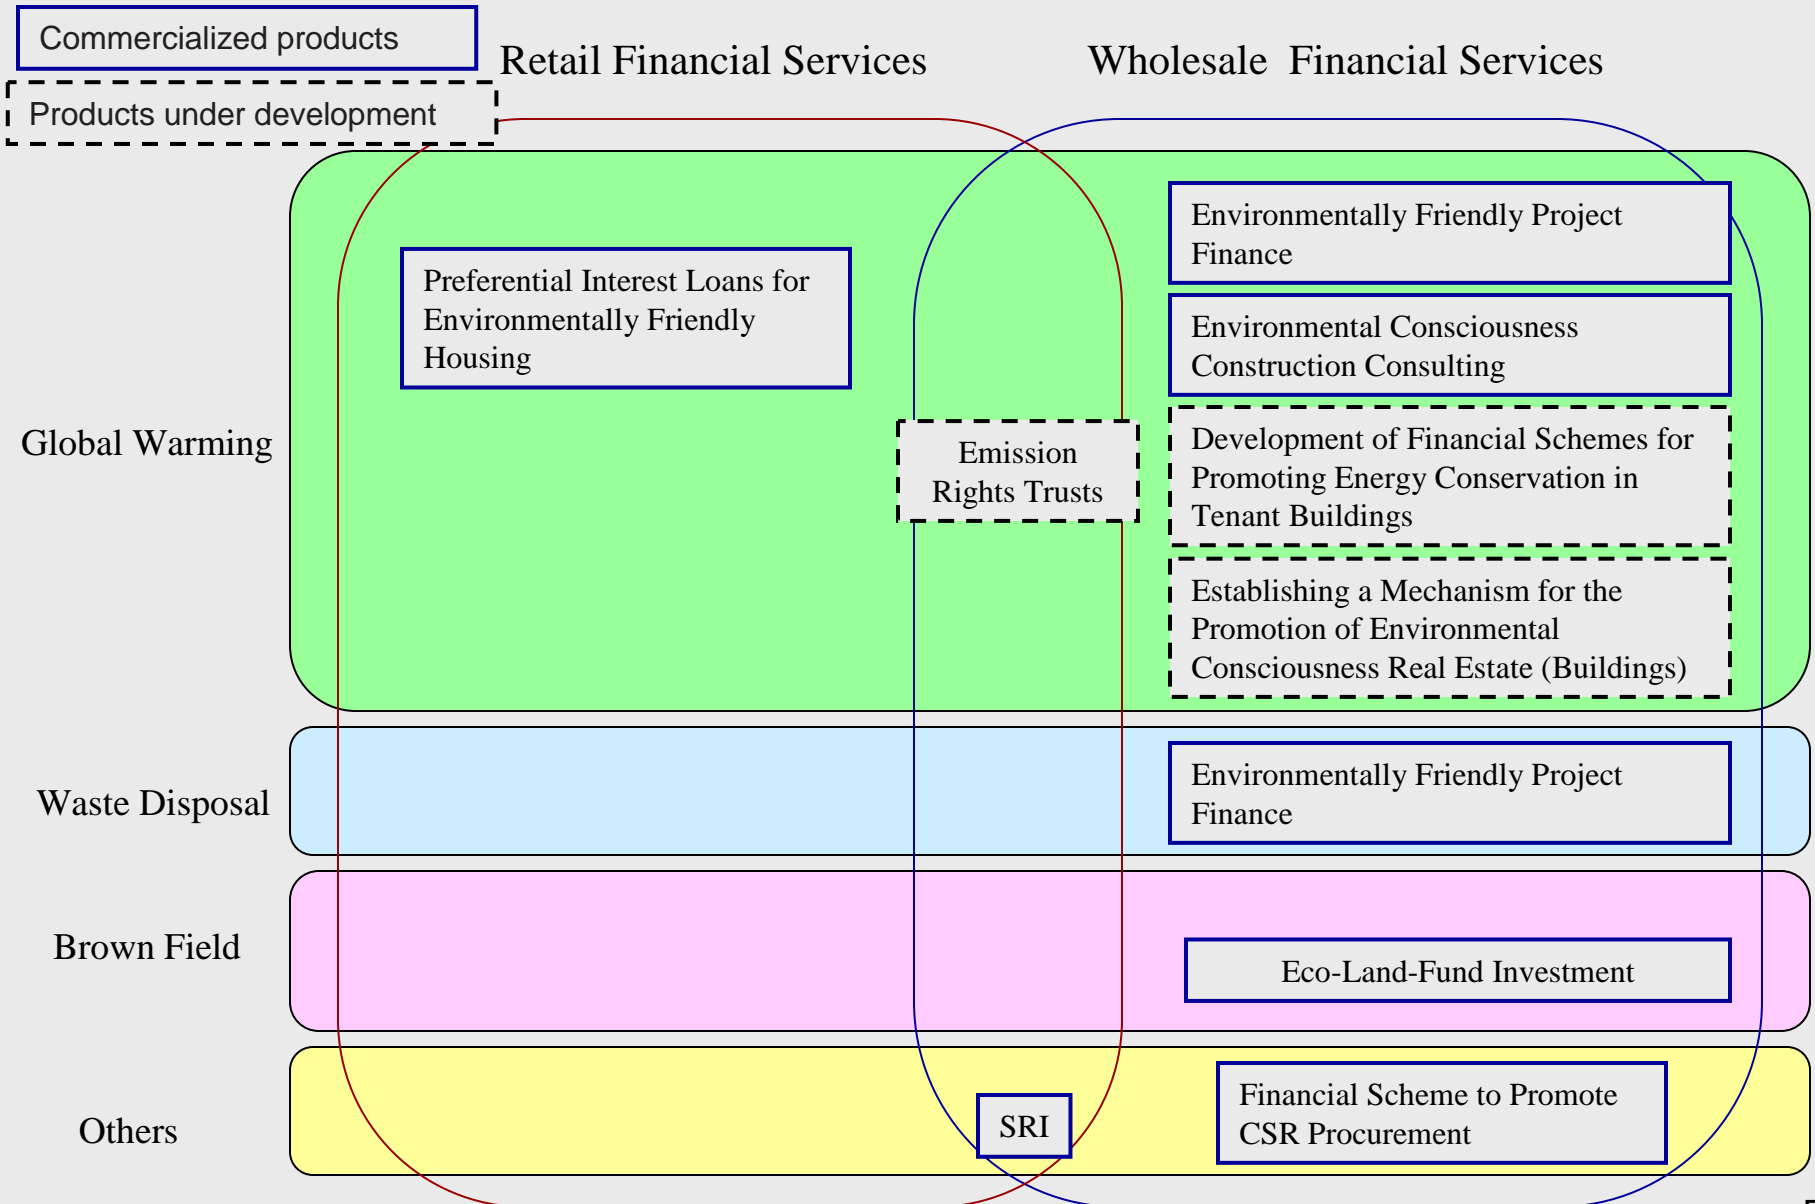 Commercialized products
Products under development
Retail Financial Services
Wholesale Financial Services
Global Warming
Preferential Interest Loans for
Environmentally Friendly
Housing
Emission
Rights Trusts
Environmentally Friendly Project
Finance
Environmental Consciousness
Construction Consulting
Development of Financial Schemes for
Promoting Energy Conservation in
Tenant Buildings
Establishing a Mechanism for the
Promotion of Environmental
Consciousness Real Estate (Buildings)
Waste Disposal
Environmentally Friendly Project
Finance
Brown Field
Eco-Land-Fund Investment
Others
SRI
Financial Scheme to Promote
CSR Procurement